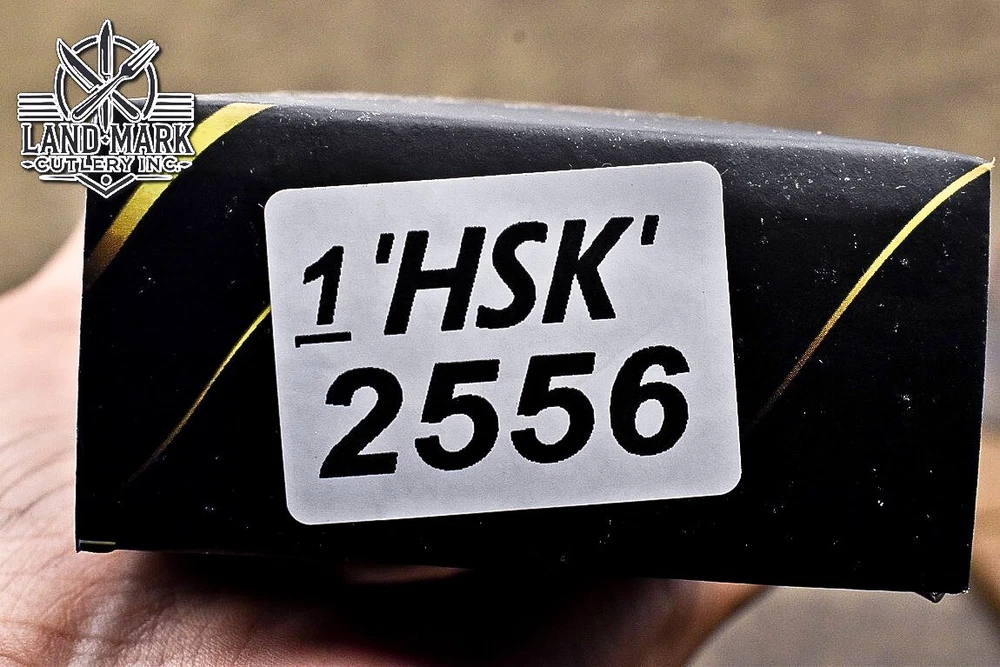 LAND MARK
CUTLERY INC.
1 'HSK'
2556